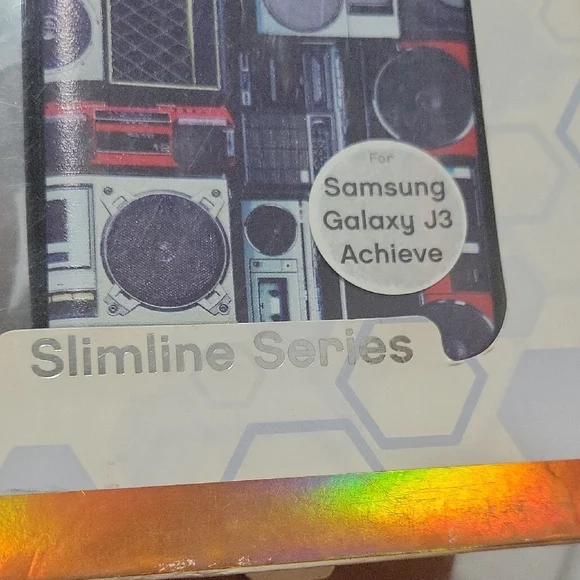 For
Samsung
Galaxy J3
Achieve
Slimline Series